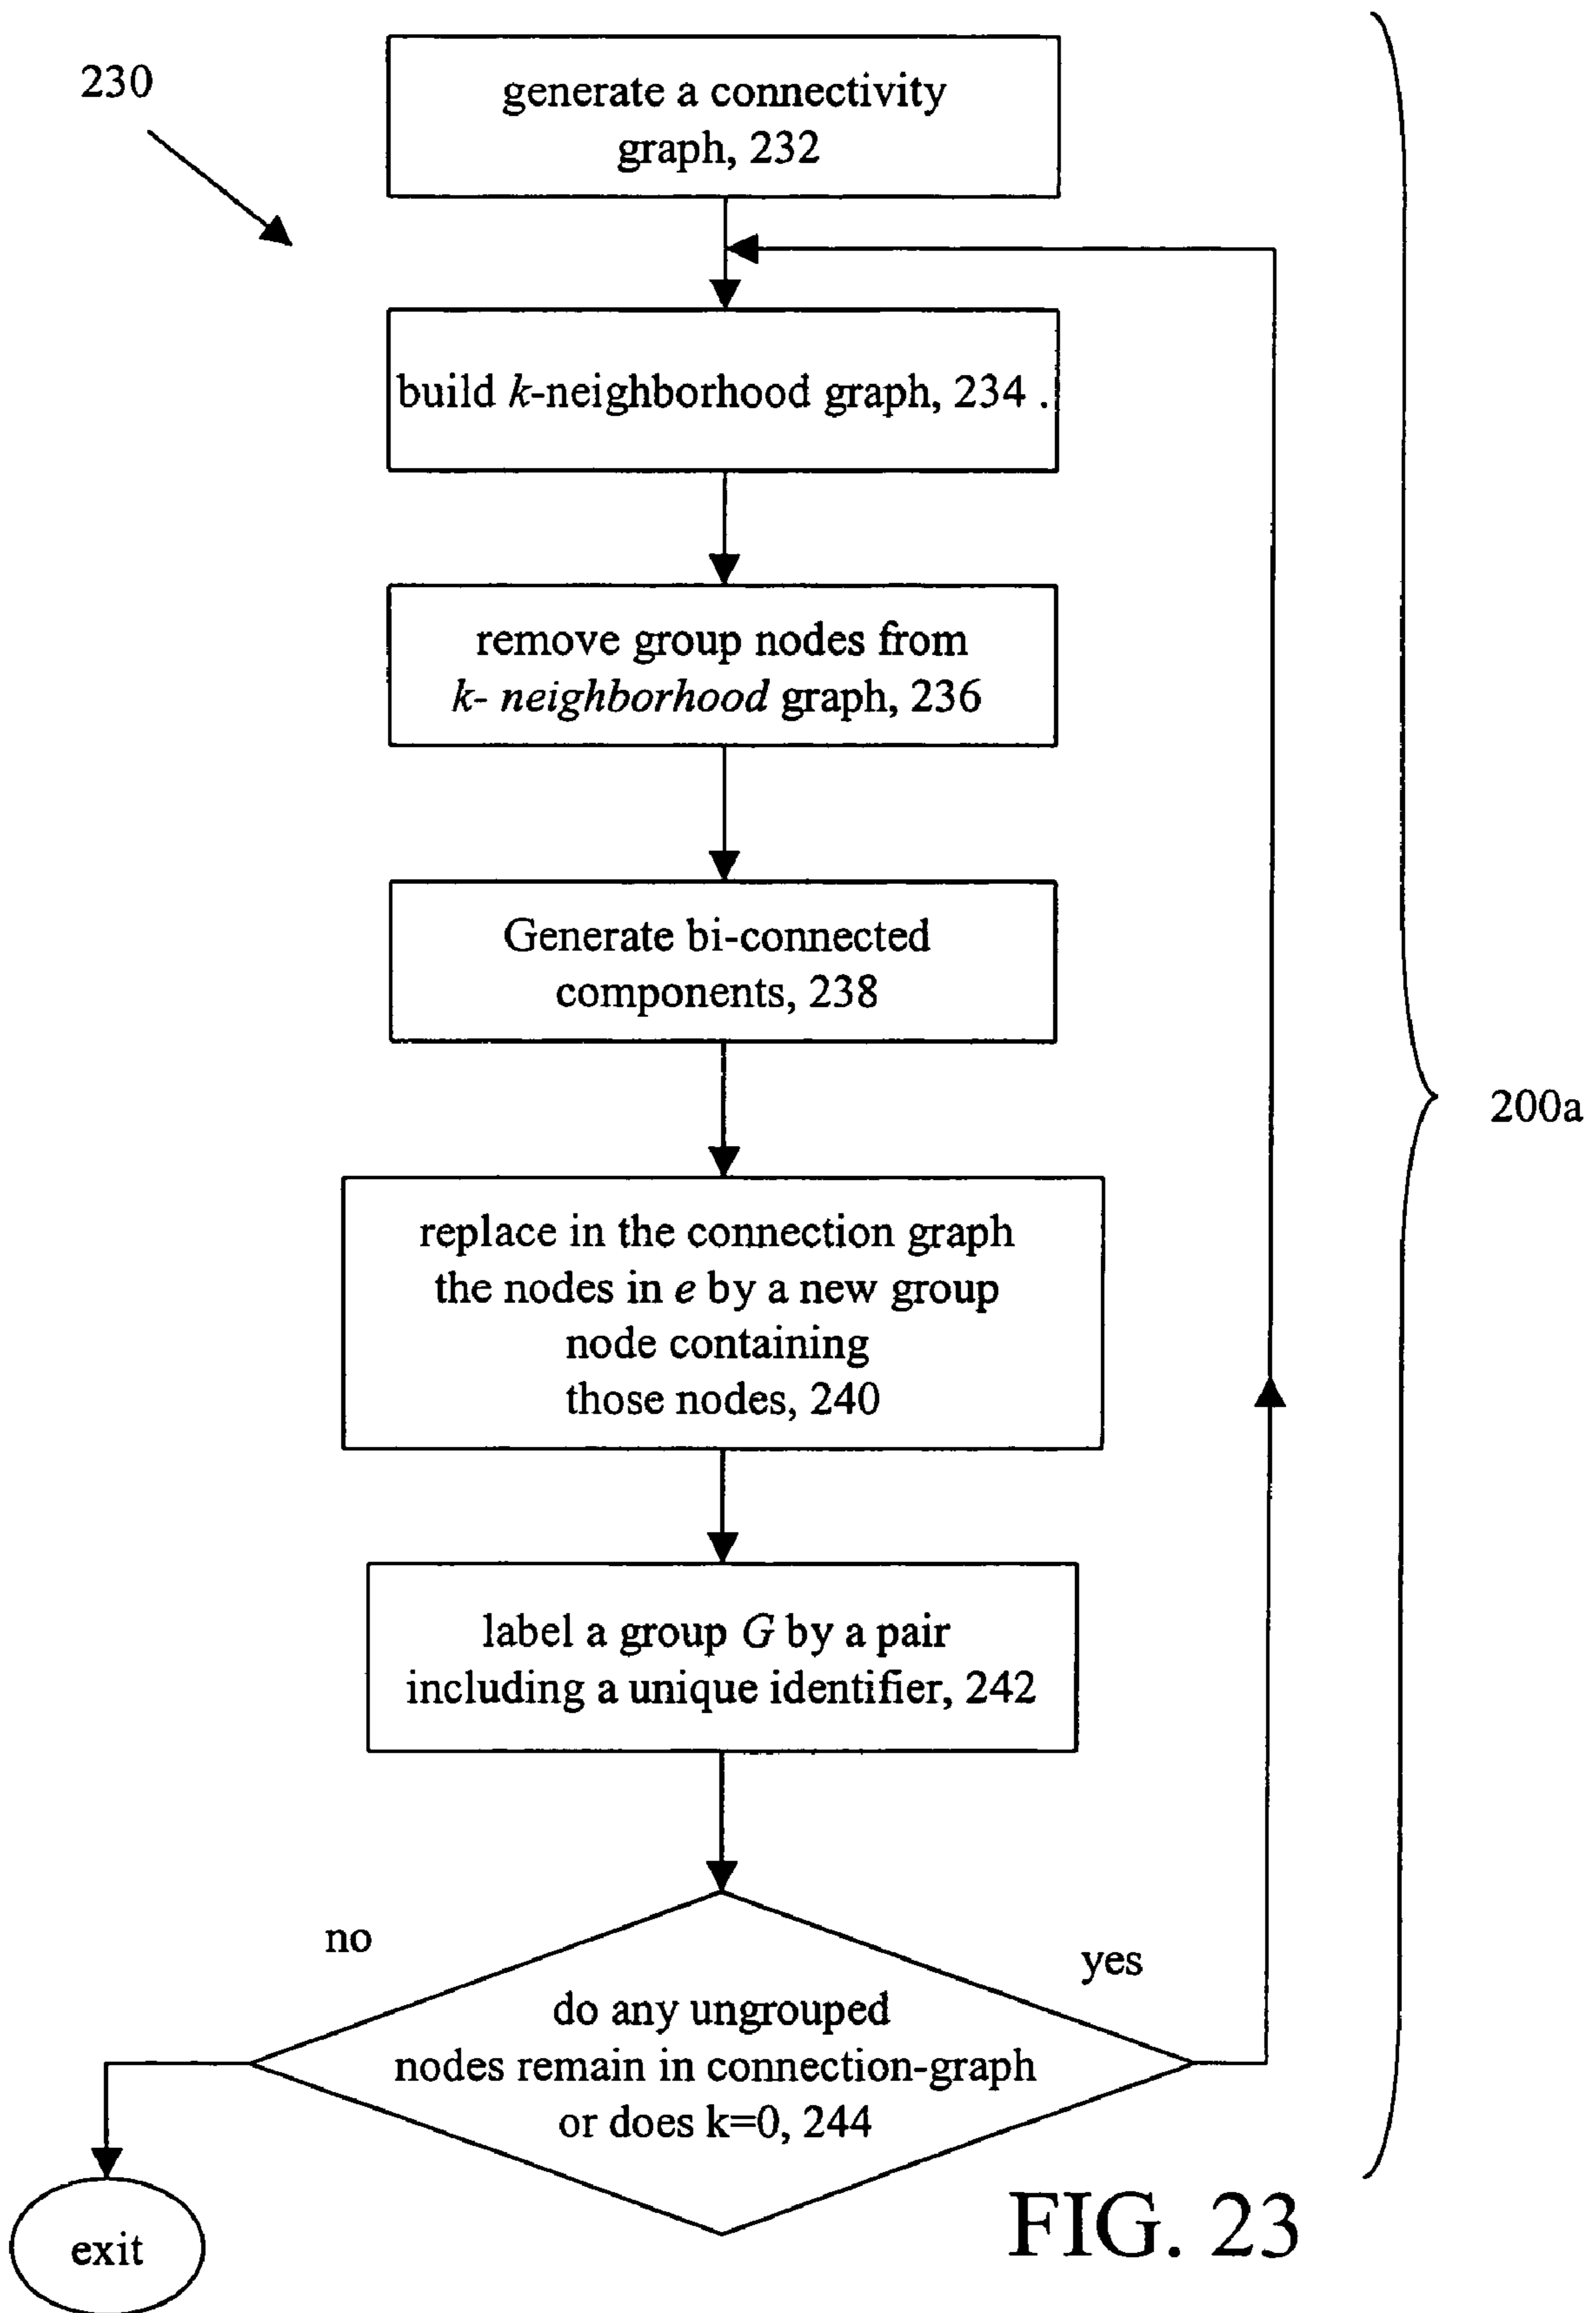 230
generate a connectivity
graph, 232
build k-neighborhood graph, 234 .
remove group nodes from
k- neighborhood graph, 236
Generate bi-connected
components, 238
200a
replace in the connection graph
the nodes in e by a new group
node containing
those nodes, 240
label a group G by a pair
including a unique identifier, 242
no
yes
do any ungrouped
nodes remain in connection-graph
or does k=0, 244
exit
FIG. 23